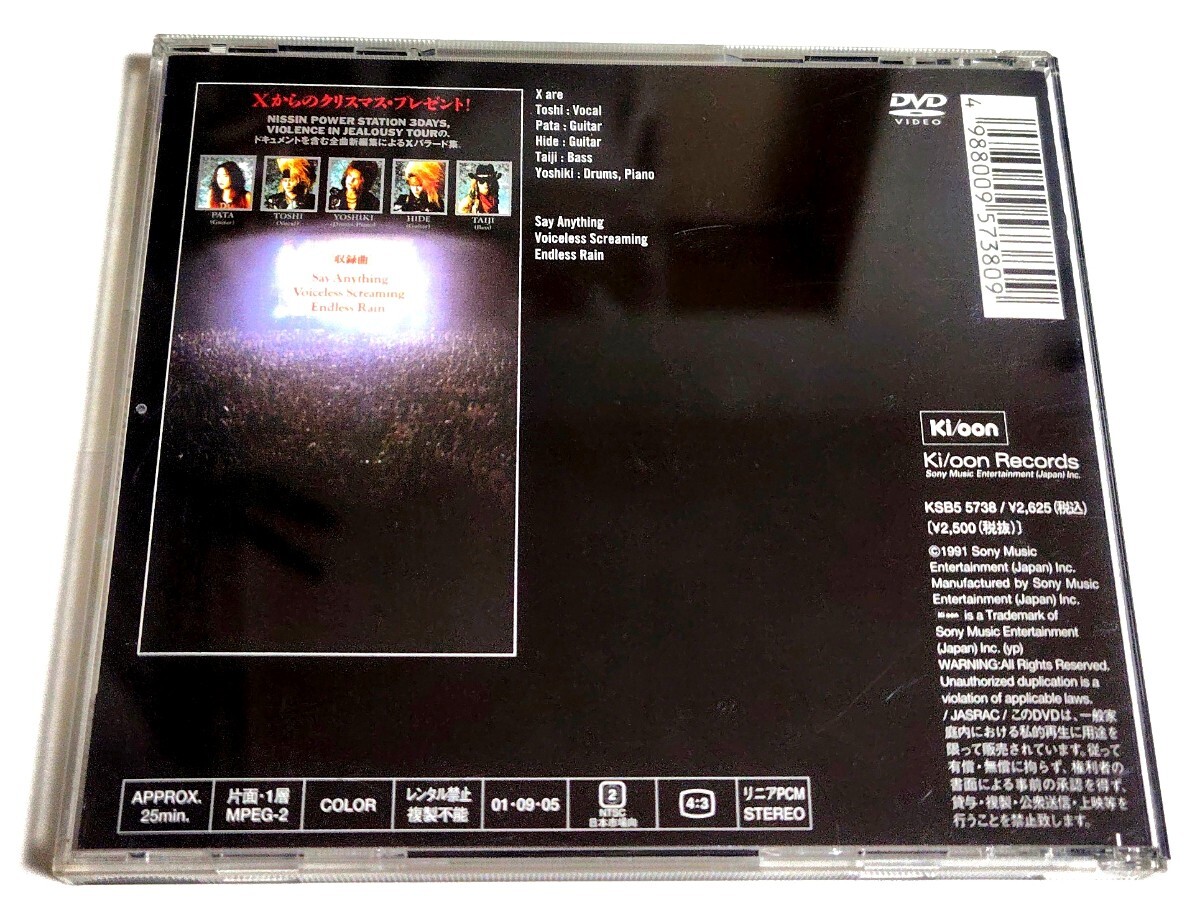 Xからのクリスマス・プレゼント!
NISSIN POWER STATION 3DAYS,
VIOLENCE IN JEALOUSY TOURの、
ドキュメントを含む全曲新編集によるXバラード集。
PATA
(Guitar)
TOSHI
(Vocal)
YOSHIKI
(Drums, Piano)
HIDE
(Guitar)
TAIJI
(Bass)
収録曲
Say Anything
Voiceless Screaming
Endless Rain
X are
Toshi : Vocal
Pata : Guitar
Hide : Guitar
Taiji : Bass
Yoshiki : Drums, Piano
Say Anything
Voiceless Screaming
Endless Rain
DVD
VIDEO
4 988009 573809
Ki/oon
Ki/oon Records
Sony Music Entertainment (Japan) Inc.
KSB5 5738 / ¥2,625(税込)
〔¥2,500(税抜)〕
©1991 Sony Music
Entertainment (Japan) Inc.
Manufactured by Sony Music
Entertainment (Japan) Inc.
Ki/oon is a Trademark of
Sony Music Entertainment
(Japan) Inc. (yp)
WARNING:All Rights Reserved.
Unauthorized duplication is a
violation of applicable laws.
/ JASRAC / このDVDは、一般家
庭内における私的再生に用途を
限って販売されています。従って
有償・無償に拘らず、権利者の
書面による事前の承認を得ず、
貸与・複製・公衆送信・上映等を
行うことを禁止致します。
APPROX.
25min.
片面・1層
MPEG-2
COLOR
レンタル禁止
複製不能
01・09・05
2
NTSC
日本市場向
4:3
リニアPCM
STEREO